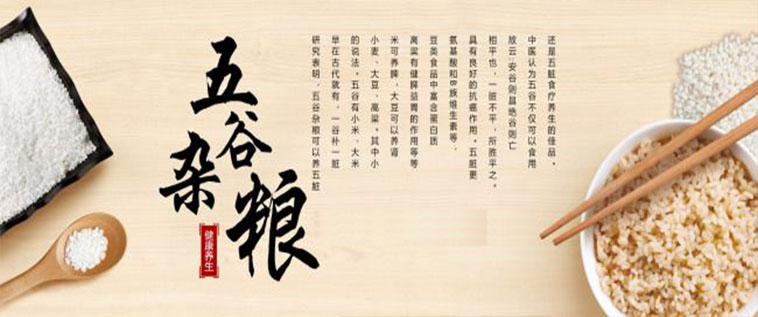 五谷杂粮
健康养生
研究表明,五谷杂粮可以养五脏
早在古代就有,一谷补一脏
的说法。五谷有小米、大米
小麦、大豆、高粱。其中小
米可养脾,大豆可以养肾
高粱有健脾益胃的作用等等
豆类食品中富含蛋白质
氨基酸和B族维生素等,
具有良好的抗癌作用。五脏更
相平也,一脏不平,所胜平之。
故云:安谷则昌绝谷则亡
中医认为五谷不仅可以食用
还是五脏食疗养生的佳品。